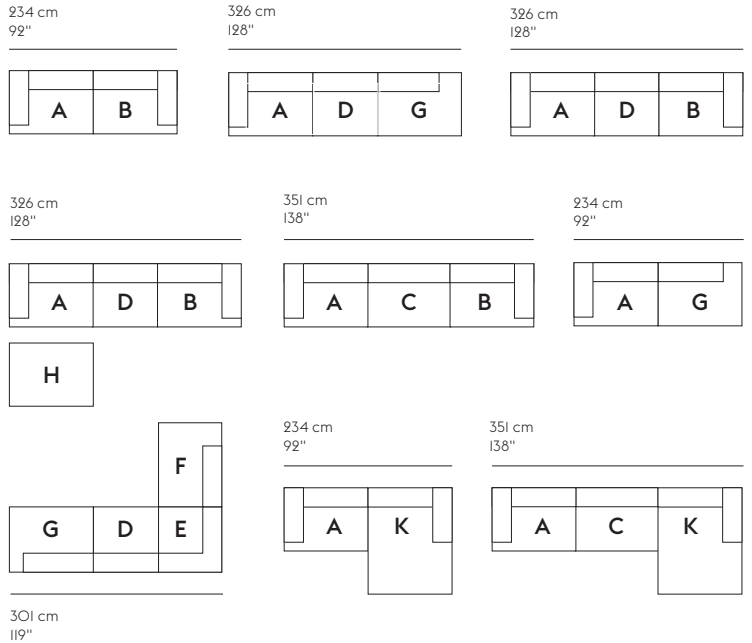 234 cm
92"
326 cm
128"
326 cm
128"
A B
A D G
A D B
326 cm
128"
351 cm
138"
234 cm
92"
A D B
A C B
A G
H
234 cm
92"
351 cm
138"
F
G D E
A K
A C K
301 cm
119"